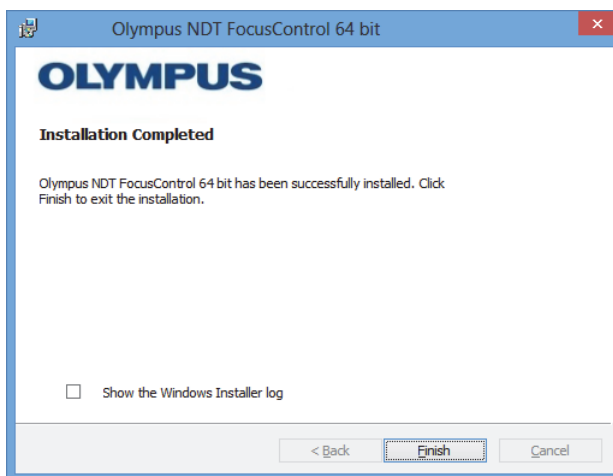 Olympus NDT FocusControl 64 bit
OLYMPUS
Installation Completed
Olympus NDT FocusControl 64 bit has been successfully installed. Click
Finish to exit the installation.
Show the Windows Installer log
< Back Finish Cancel